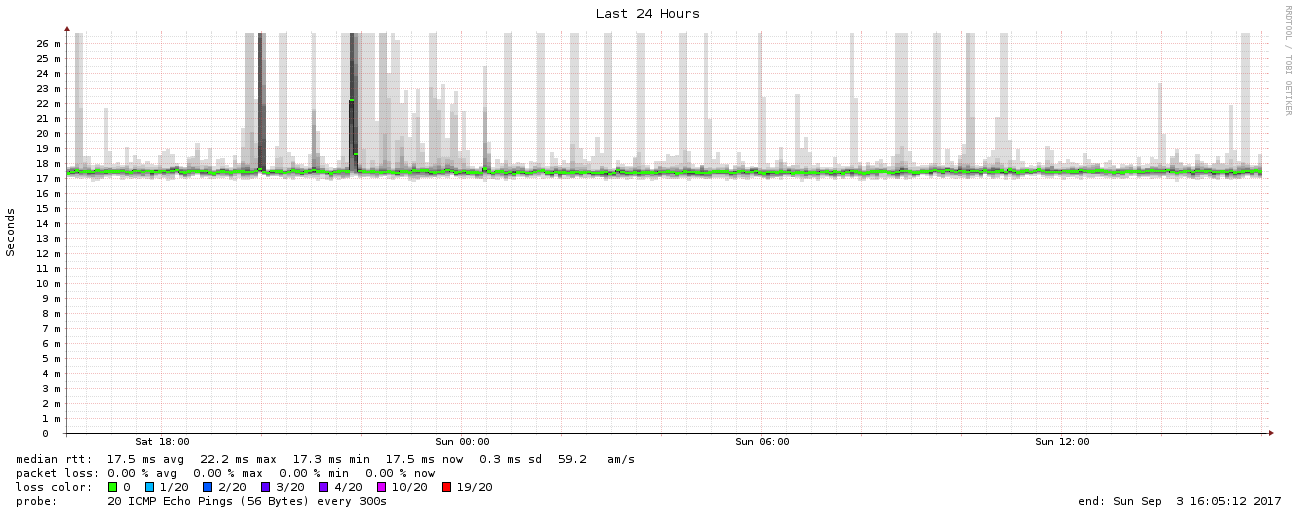 Last 24 Hours
RRDTOOL / TOBI OETIKER
Seconds
26 m
25 m
24 m
23 m
22 m
21 m
20 m
19 m
18 m
17 m
16 m
15 m
14 m
13 m
12 m
11 m
10 m
9 m
8 m
7 m
6 m
5 m
4 m
3 m
2 m
1 m
0
Sat 18:00 Sun 00:00 Sun 06:00 Sun 12:00
median rtt: 17.5 ms avg 22.2 ms max 17.3 ms min 17.5 ms now 0.3 ms sd 59.2 am/s
packet loss: 0.00 % avg 0.00 % max 0.00 % min 0.00 % now
loss color: 0 1/20 2/20 3/20 4/20 10/20 19/20
probe: 20 ICMP Echo Pings (56 Bytes) every 300s end: Sun Sep 3 16:05:12 2017